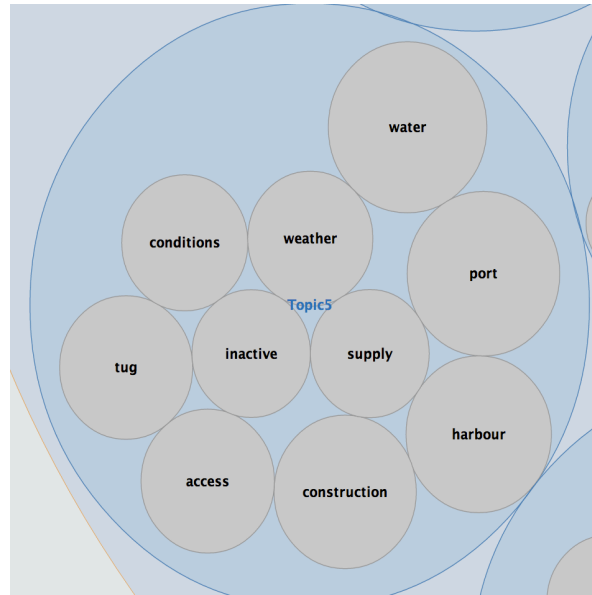 water
conditions
weather
port
Topic5
tug
inactive
supply
harbour
access
construction